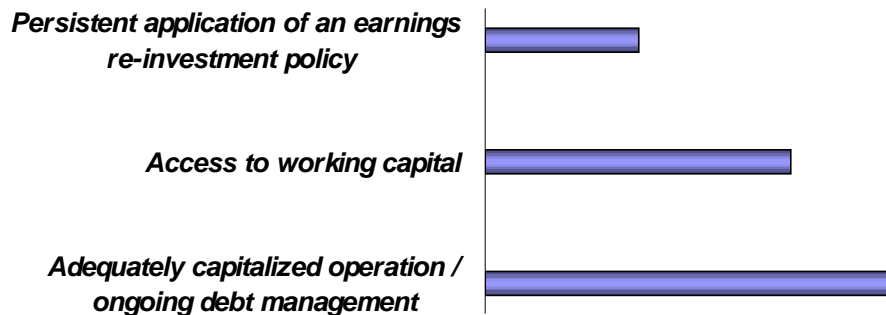 Persistent application of an earnings
re-investment policy
Access to working capital
Adequately capitalized operation /
ongoing debt management